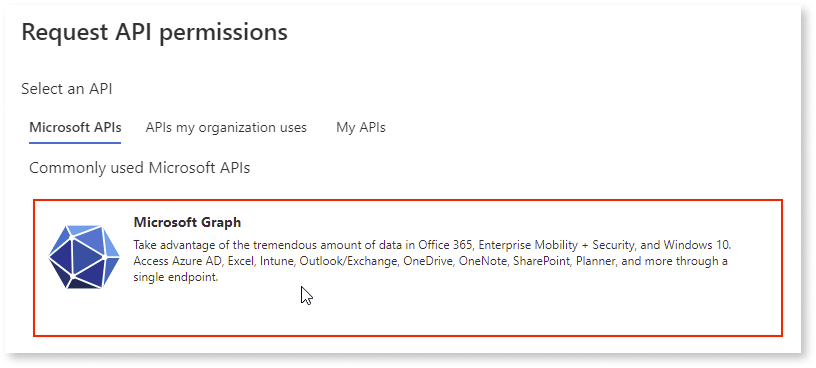 Request API permissions
Select an API
Microsoft APIs
APIs my organization uses
My APIs
Commonly used Microsoft APIs
Microsoft Graph
Take advantage of the tremendous amount of data in Office 365, Enterprise Mobility + Security, and Windows 10.
Access Azure AD, Excel, Intune, Outlook/Exchange, OneDrive, OneNote, SharePoint, Planner, and more through a
single endpoint.